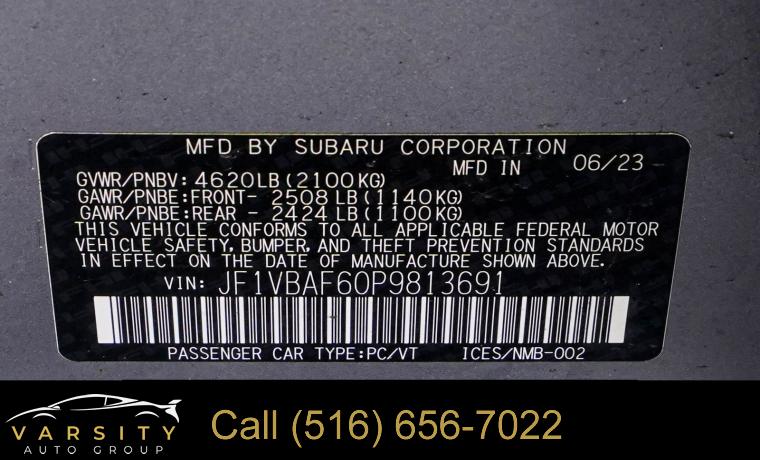 MFD BY SUBARU CORPORATION
MFD IN 06/23
GVWR/PNBV: 4620LB(2100KG)
GAWR/PNBE:FRONT- 2508 LB(1140KG)
GAWR/PNBE:REAR - 2424 LB(1100KG)
THIS VEHICLE CONFORMS TO ALL APPLICABLE FEDERAL MOTOR
VEHICLE SAFETY, BUMPER, AND THEFT PREVENTION STANDARDS
IN EFFECT ON THE DATE OF MANUFACTURE SHOWN ABOVE.
VIN: JF1VBAF60P9813691
PASSENGER CAR TYPE:PC/VT ICES/NMB-002
VARSITY
AUTO GROUP
Call (516) 656-7022